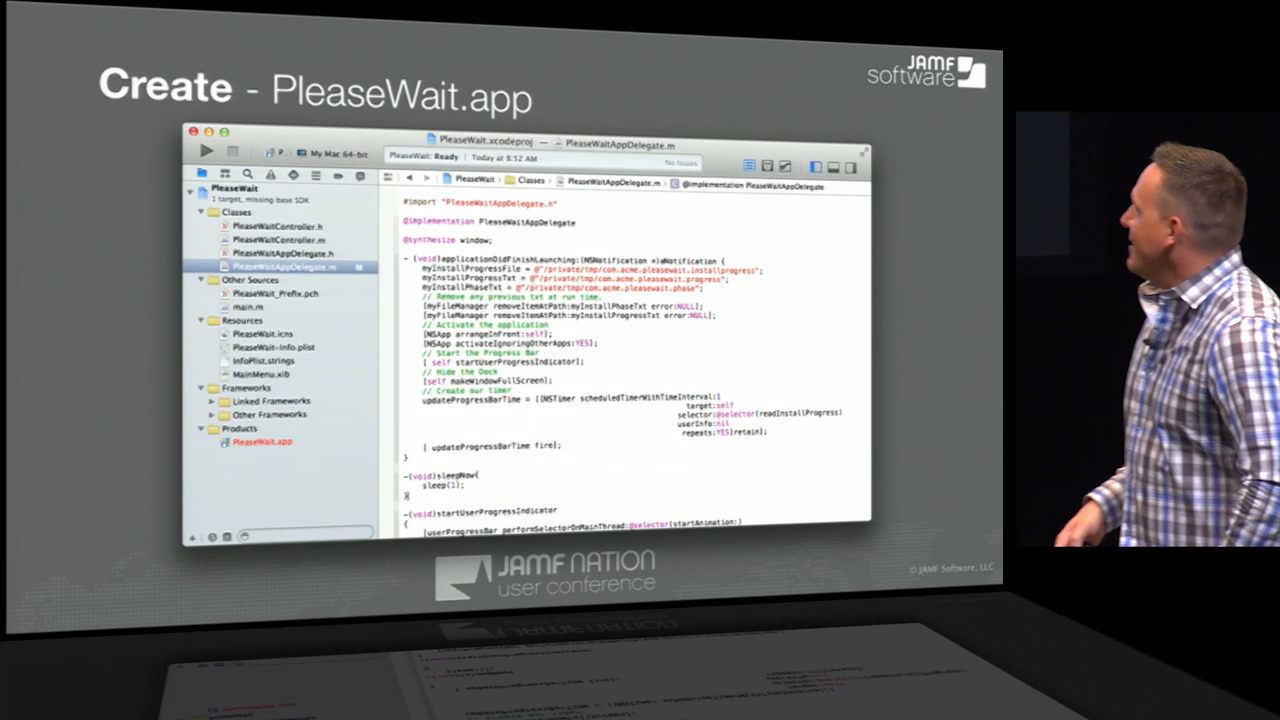 Create - PleaseWait.app
JAMF
software
PleaseWait.xcodeproj — PleaseWaitAppDelegate.m
P.. My Mac 64-bit
PleaseWait: Ready | Today at 8:52 AM
No Issues
PleaseWait
1 target, missing base SDK
Classes
PleaseWaitController.h
PleaseWaitController.m
PleaseWaitAppDelegate.h
PleaseWaitAppDelegate.m M
Other Sources
PleaseWait_Prefix.pch
main.m
Resources
PleaseWait.icns
PleaseWait-Info.plist
InfoPlist.strings
MainMenu.xib
Frameworks
Linked Frameworks
Other Frameworks
Products
PleaseWait.app
PleaseWait Classes PleaseWaitAppDelegate.m @implementation PleaseWaitAppDelegate
#import "PleaseWaitAppDelegate.h"
@implementation PleaseWaitAppDelegate
@synthesize window;
- (void)applicationDidFinishLaunching:(NSNotification *)aNotification {
myInstallProgressFile = @"/private/tmp/com.acme.pleasewait.installprogress";
myInstallProgressTxt = @"/private/tmp/com.acme.pleasewait.progress";
myInstallPhaseTxt = @"/private/tmp/com.acme.pleasewait.phase";
// Remove any previous txt at run time.
[myFileManager removeItemAtPath:myInstallPhaseTxt error:NULL];
[myFileManager removeItemAtPath:myInstallProgressTxt error:NULL];
// Activate the application
[NSApp arrangeInFront:self];
[NSApp activateIgnoringOtherApps:YES];
// Start the Progress Bar
[ self startUserProgressIndicator];
// Hide the Dock
[self makeWindowFullScreen];
// Create our timer
updateProgressBarTime = [[NSTimer scheduledTimerWithTimeInterval:1
target:self
selector:@selector(readInstallProgress)
userInfo:nil
repeats:YES]retain];
[ updateProgressBarTime fire];
}
-(void)sleepNow{
sleep(1);
}
-(void)startUserProgressIndicator
{
[userProgressBar performSelectorOnMainThread:@selector(startAnimation:)
JAMF NATION
user conference
© JAMF Software, LLC